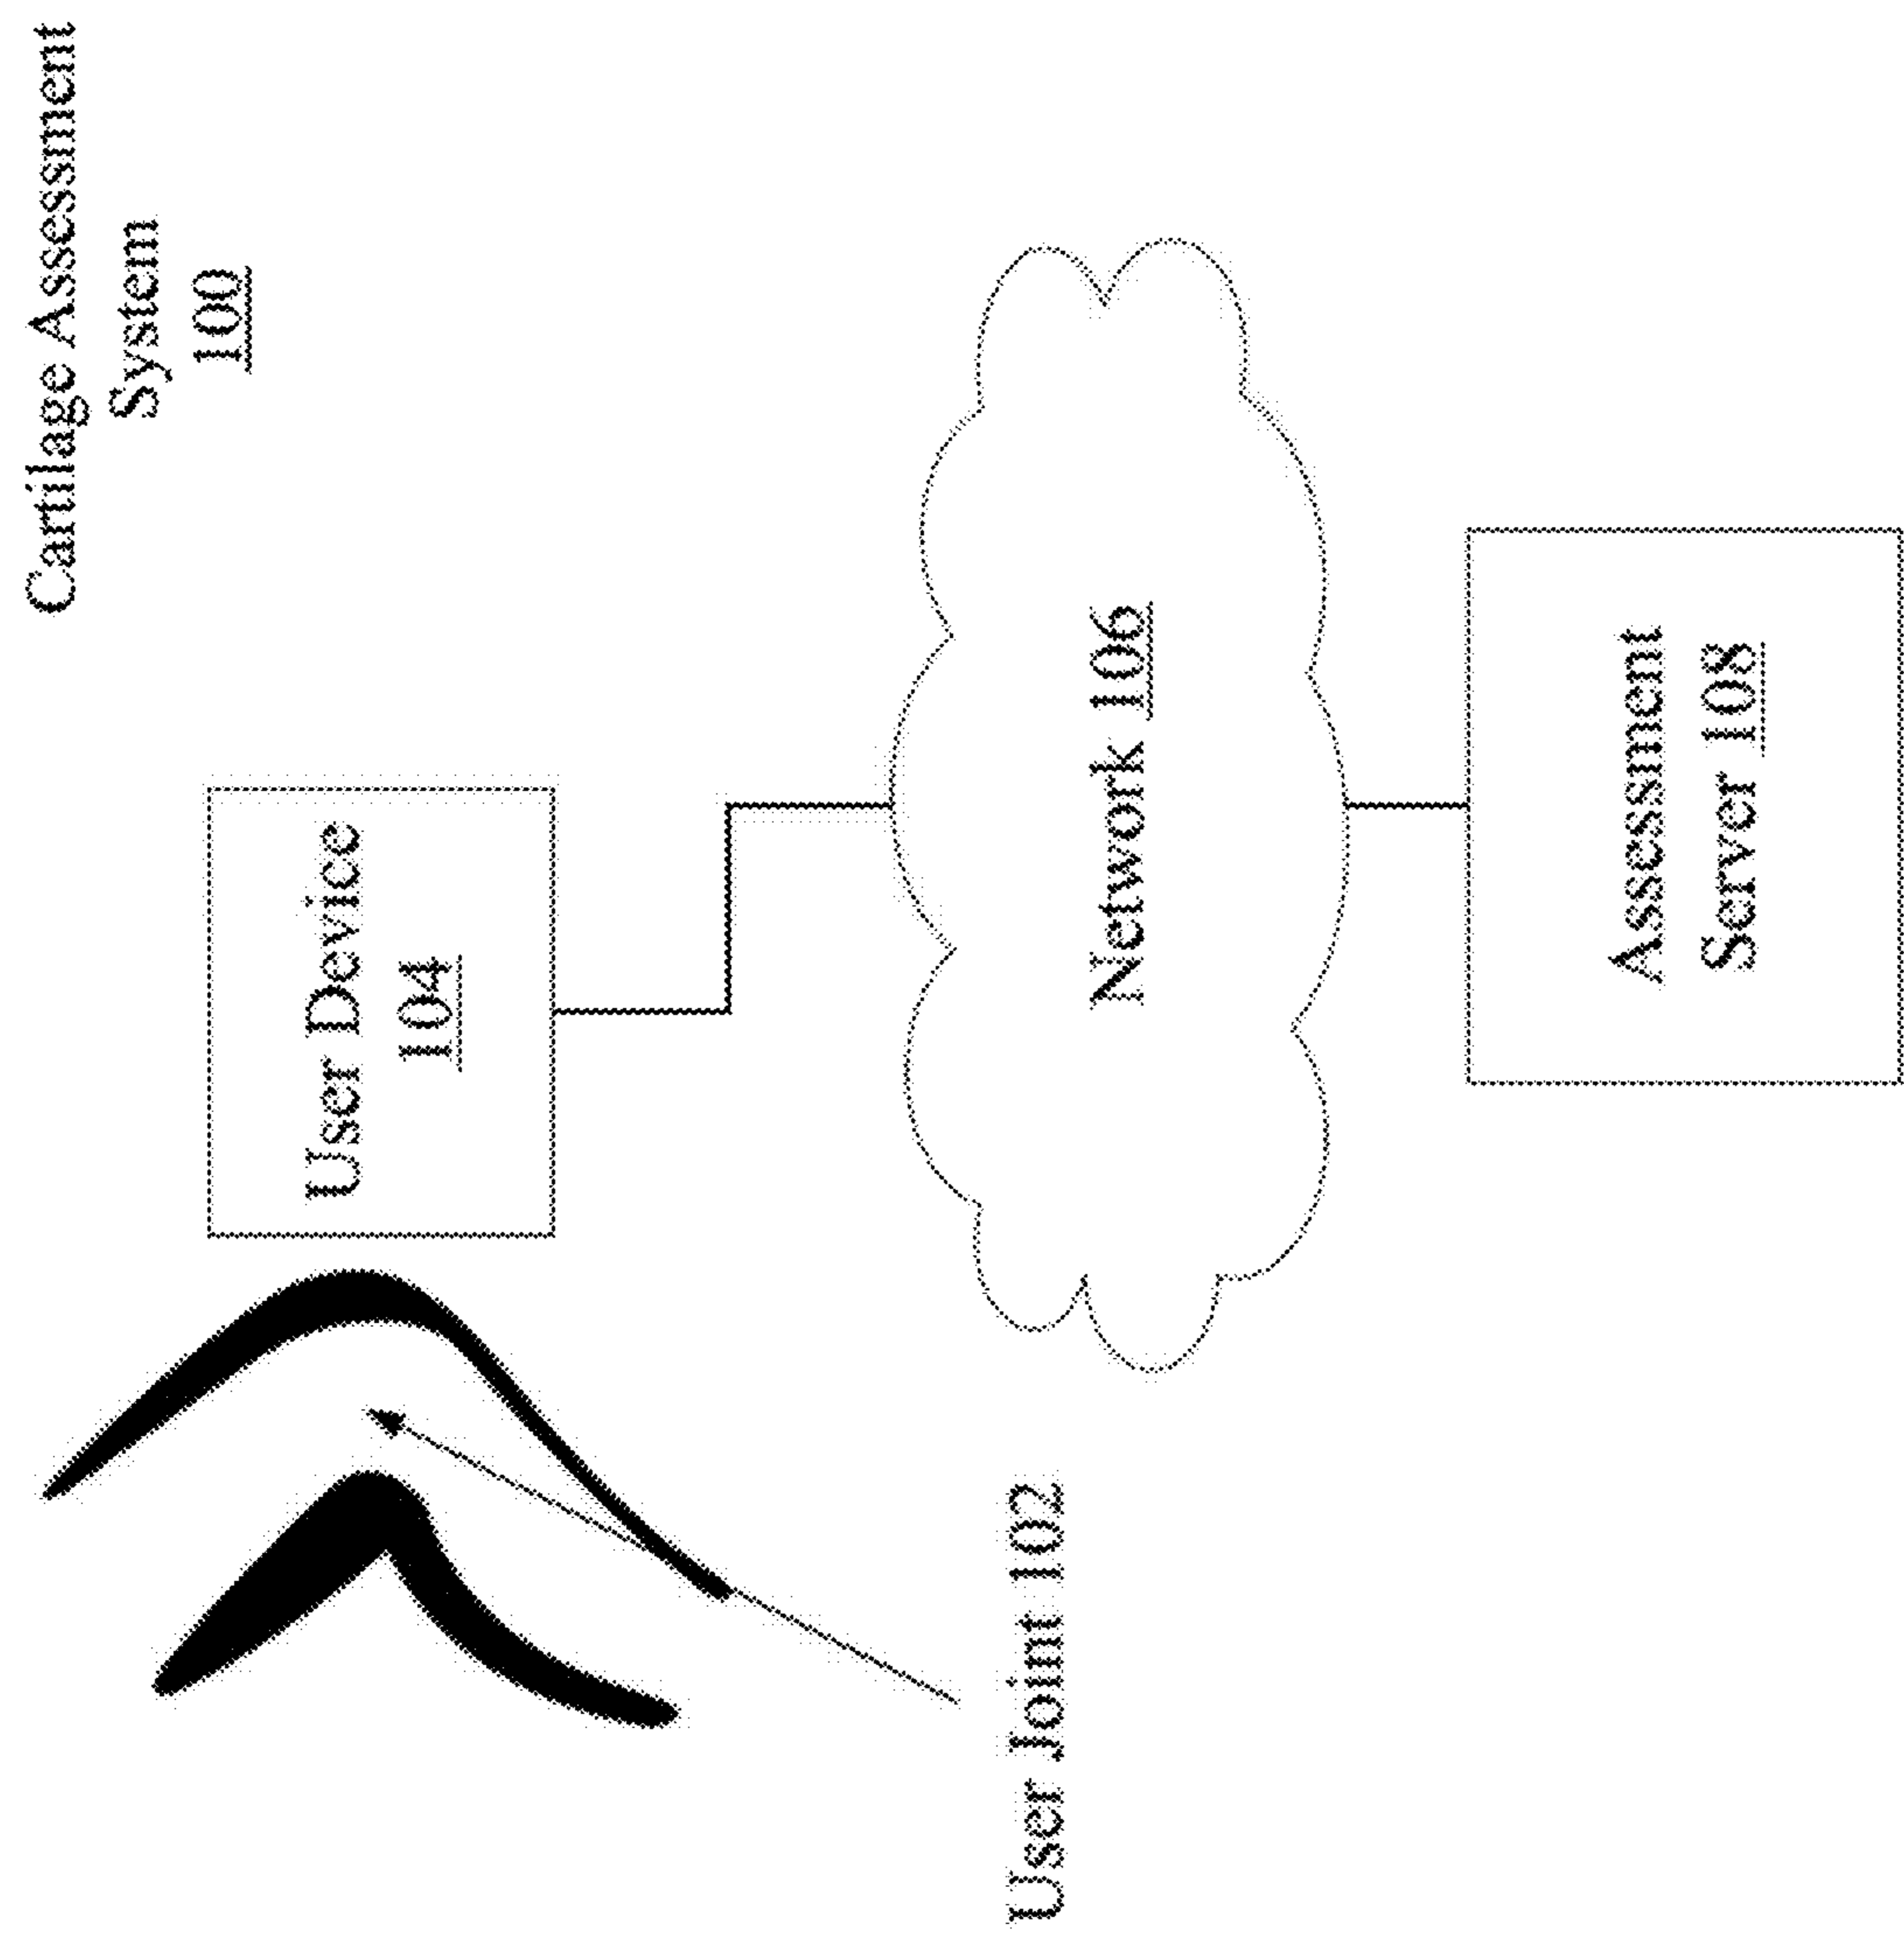 Cartilage Assessment
System
100
User Device
104
User Joint 102
Network 106
Assessment
Server 108